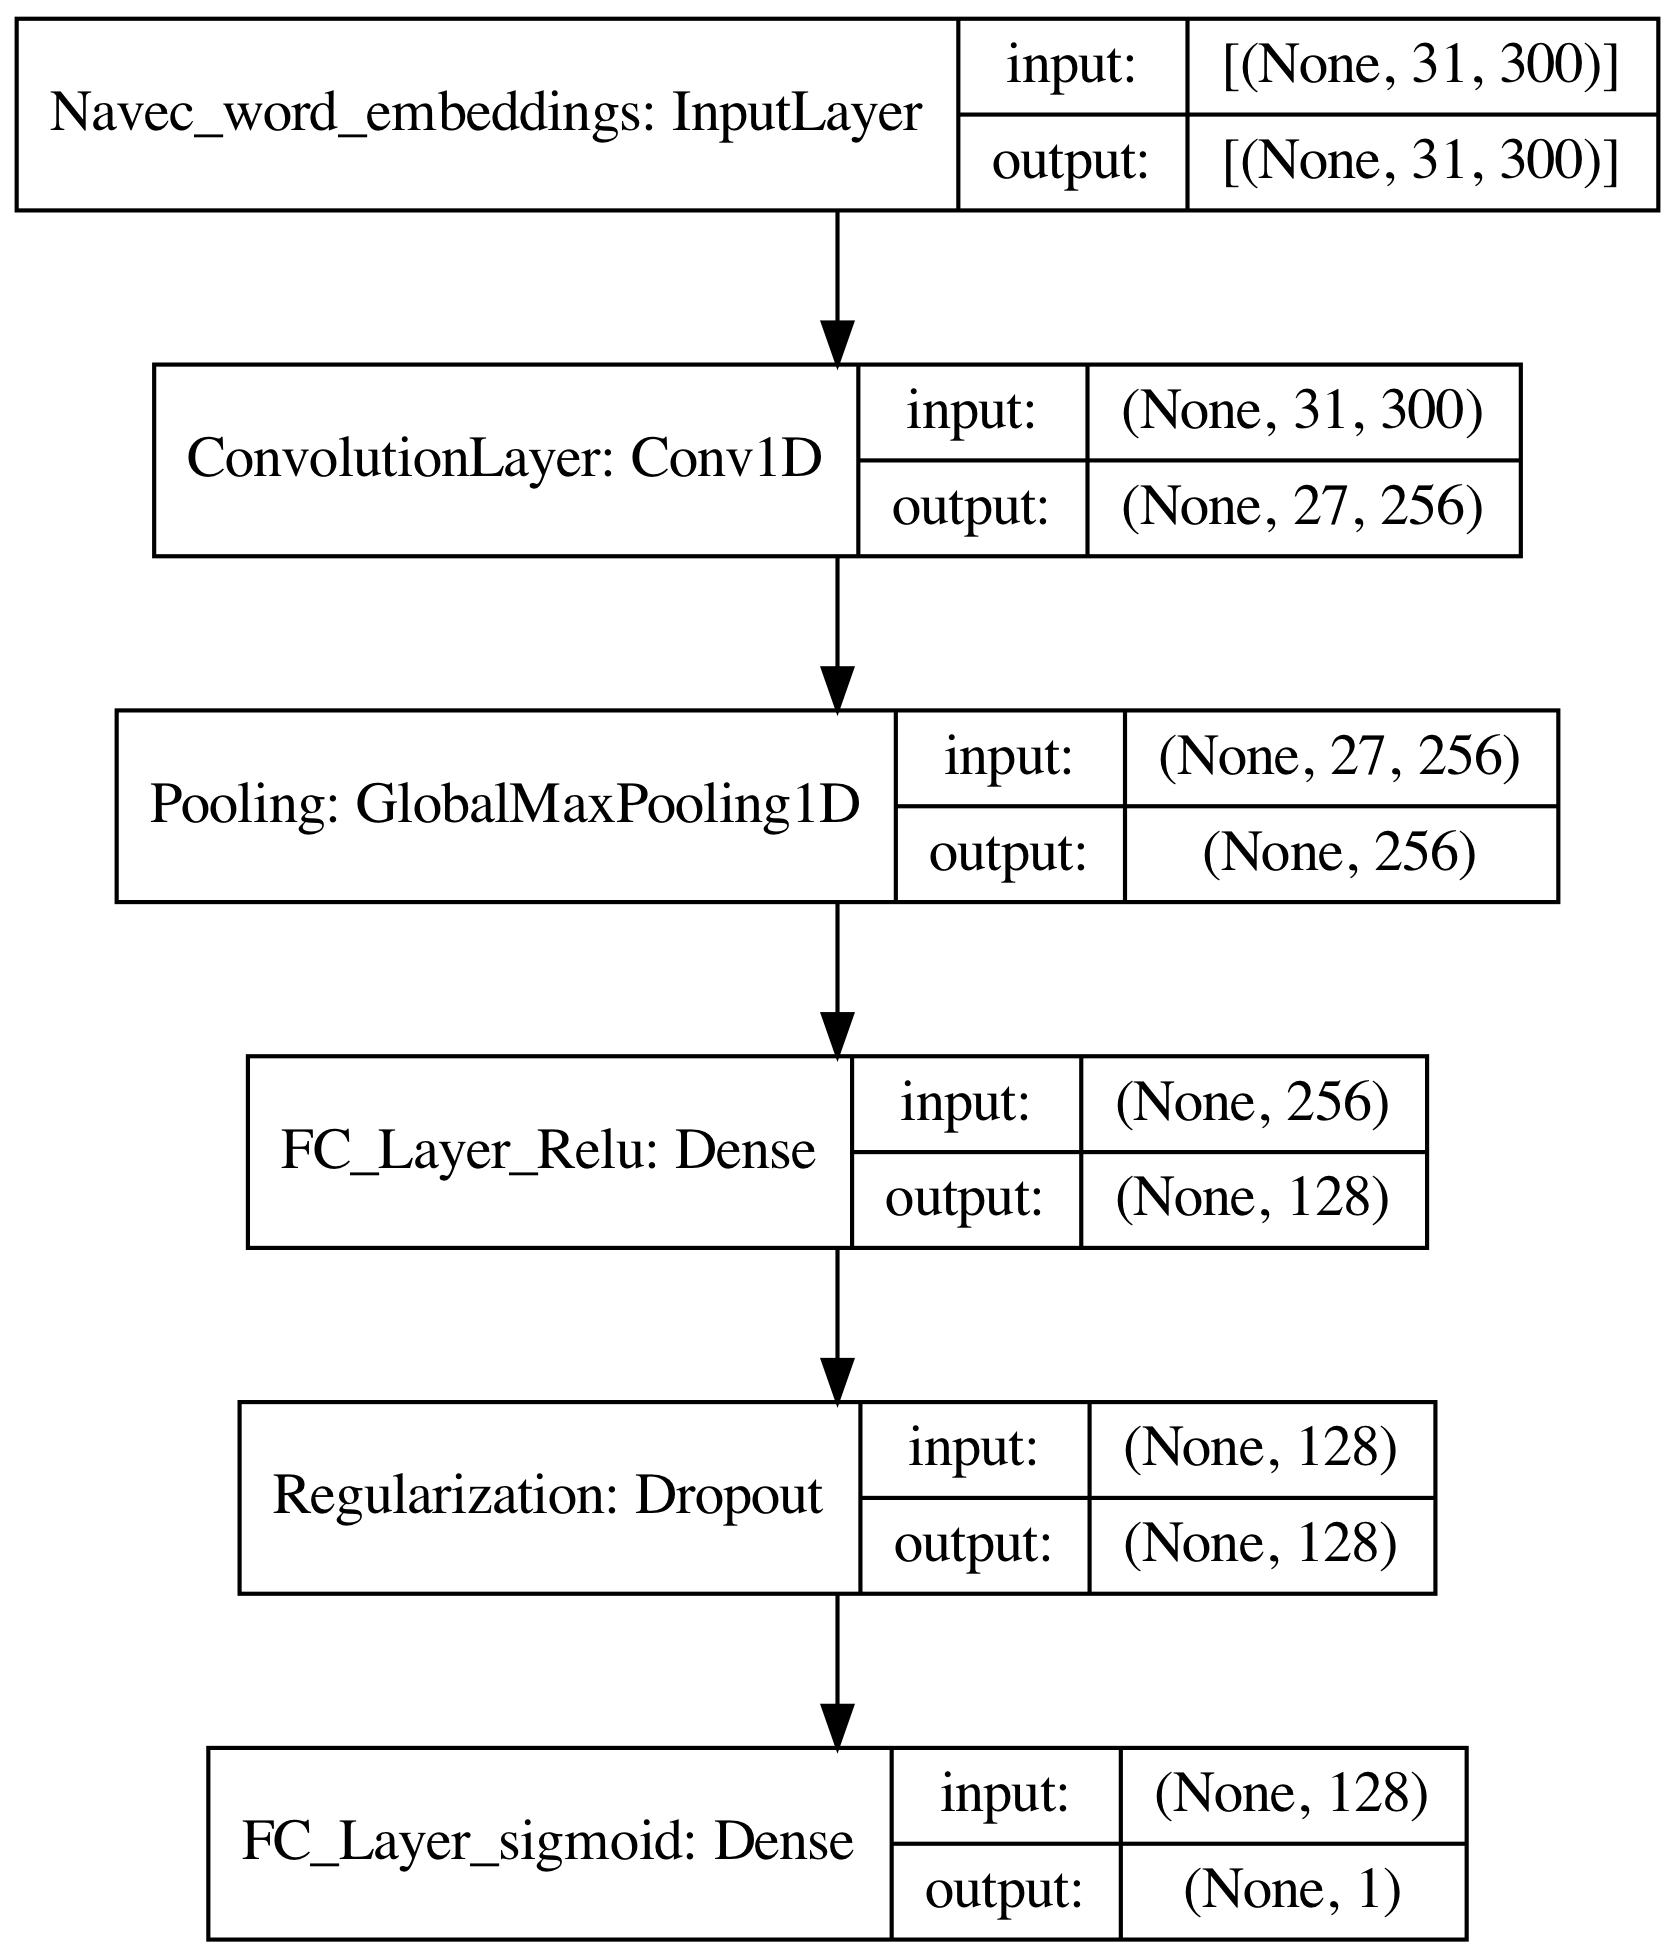 Navec_word_embeddings: InputLayer
input:
[(None, 31, 300)]
output:
[(None, 31, 300)]
ConvolutionLayer: Conv1D
input:
(None, 31, 300)
output:
(None, 27, 256)
Pooling: GlobalMaxPooling1D
input:
(None, 27, 256)
output:
(None, 256)
FC_Layer_Relu: Dense
input:
(None, 256)
output:
(None, 128)
Regularization: Dropout
input:
(None, 128)
output:
(None, 128)
FC_Layer_sigmoid: Dense
input:
(None, 128)
output:
(None, 1)